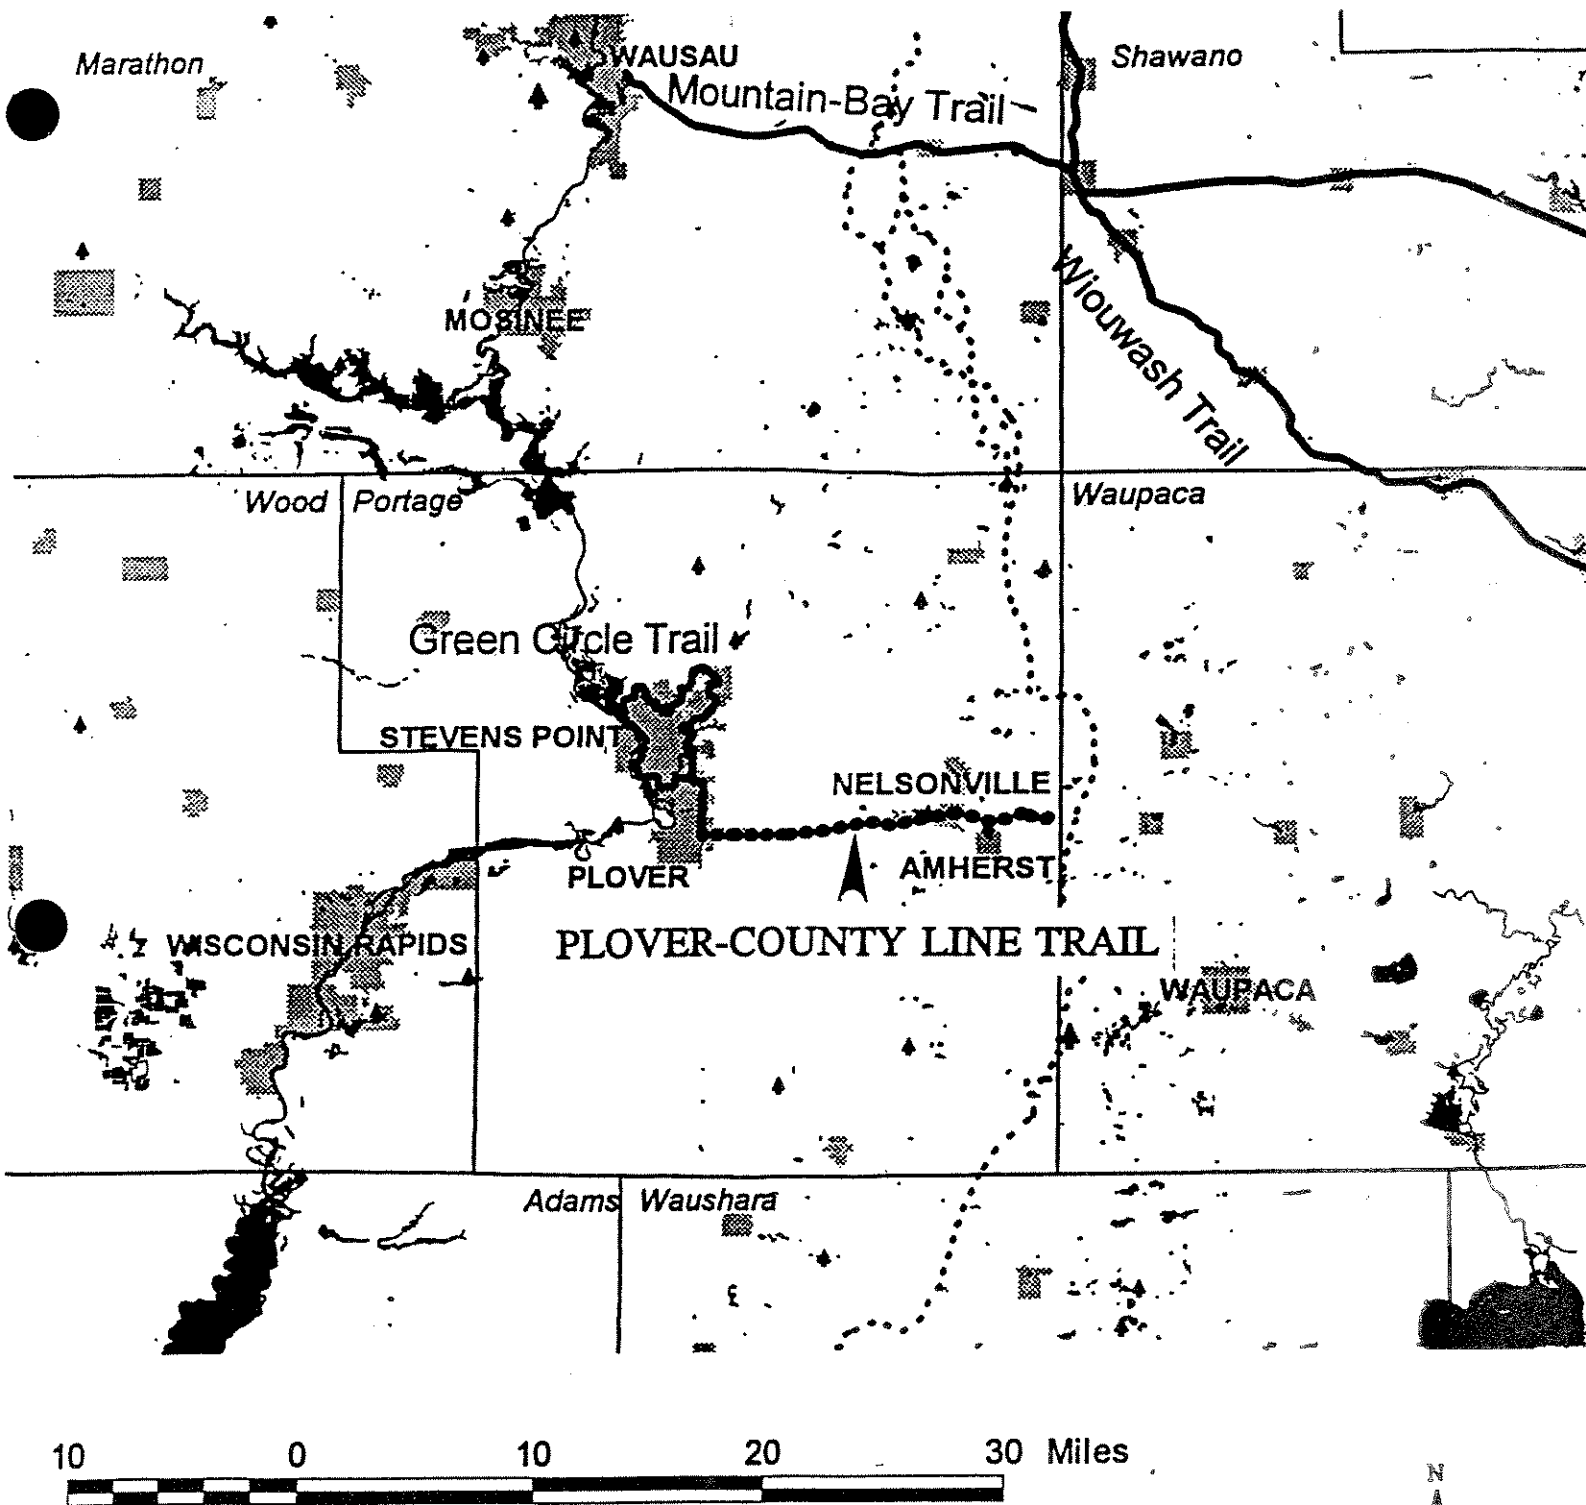 Marathon
WAUSAU
Shawano
Mountain-Bay Trail
Wiouwash Trail
MOSINEE
Wood
Portage
Waupaca
Green Circle Trail
STEVENS POINT
NELSONVILLE
PLOVER
AMHERST
WISCONSIN RAPIDS
PLOVER-COUNTY LINE TRAIL
WAUPACA
Adams
Waushara
10 0 10 20 30 Miles
N